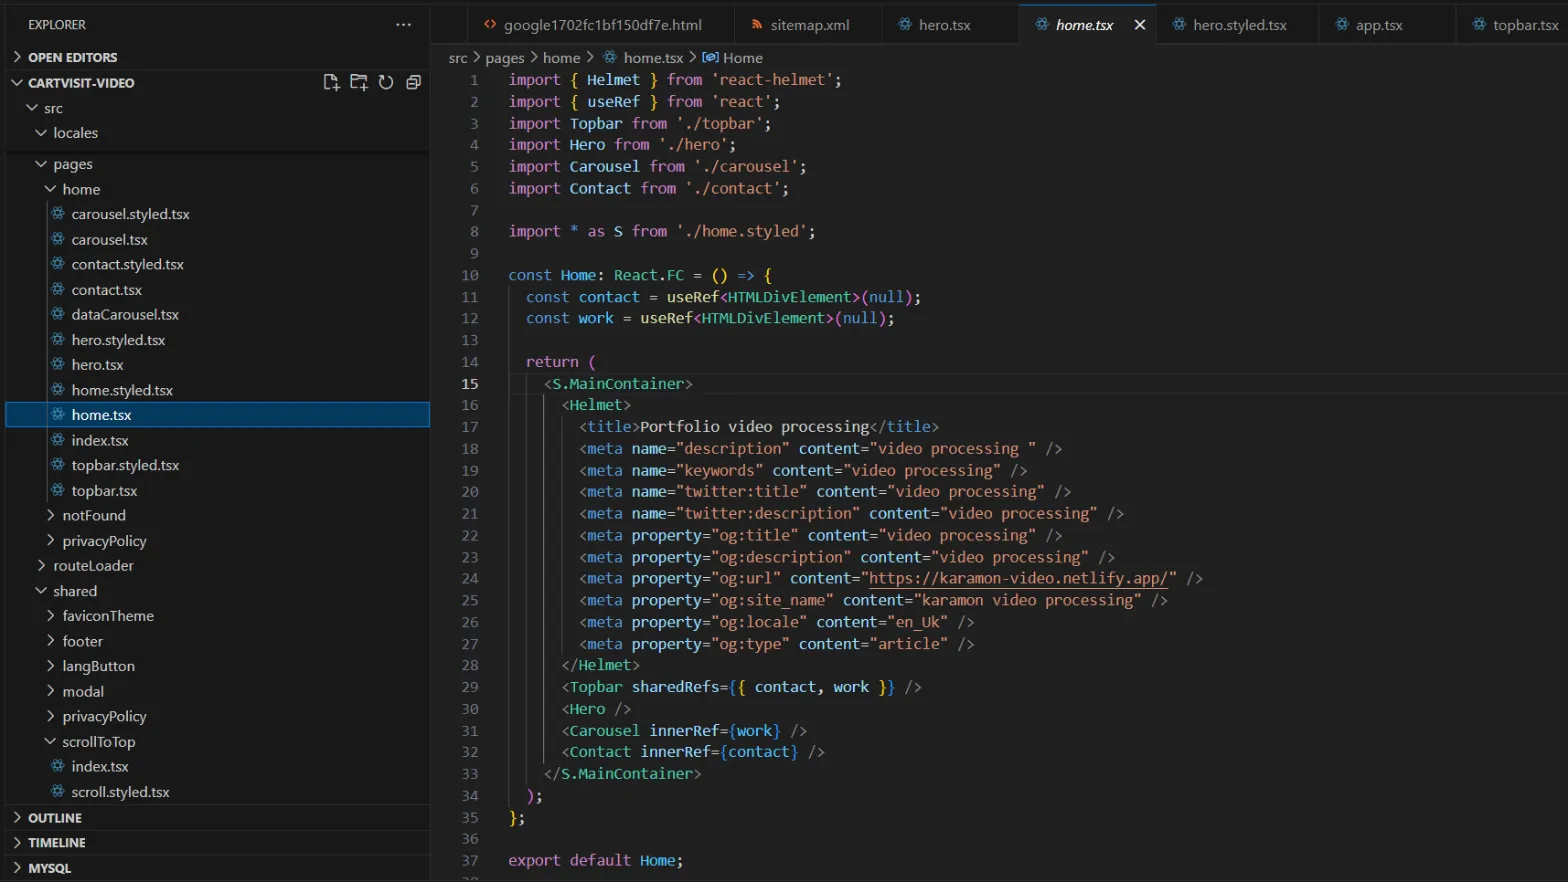 EXPLORER
OPEN EDITORS
CARTVISIT-VIDEO
src
locales
pages
home
carousel.styled.tsx
carousel.tsx
contact.styled.tsx
contact.tsx
dataCarousel.tsx
hero.styled.tsx
hero.tsx
home.styled.tsx
home.tsx
index.tsx
topbar.styled.tsx
topbar.tsx
notFound
privacyPolicy
routeLoader
shared
faviconTheme
footer
langButton
modal
privacyPolicy
scrollToTop
index.tsx
scroll.styled.tsx
OUTLINE
TIMELINE
MYSQL
google1702fc1bf150df7e.html sitemap.xml hero.tsx home.tsx hero.styled.tsx app.tsx topbar.tsx
src > pages > home > home.tsx > Home
1 import { Helmet } from 'react-helmet';
2 import { useRef } from 'react';
3 import Topbar from './topbar';
4 import Hero from './hero';
5 import Carousel from './carousel';
6 import Contact from './contact';
7
8 import * as S from './home.styled';
9
10 const Home: React.FC = () => {
11 const contact = useRef<HTMLDivElement>(null);
12 const work = useRef<HTMLDivElement>(null);
13
14 return (
15 <S.MainContainer>
16 <Helmet>
17 <title>Portfolio video processing</title>
18 <meta name="description" content="video processing " />
19 <meta name="keywords" content="video processing" />
20 <meta name="twitter:title" content="video processing" />
21 <meta name="twitter:description" content="video processing" />
22 <meta property="og:title" content="video processing" />
23 <meta property="og:description" content="video processing" />
24 <meta property="og:url" content="https://karamon-video.netlify.app/" />
25 <meta property="og:site_name" content="karamon video processing" />
26 <meta property="og:locale" content="en_Uk" />
27 <meta property="og:type" content="article" />
28 </Helmet>
29 <Topbar sharedRefs={{ contact, work }} />
30 <Hero />
31 <Carousel innerRef={work} />
32 <Contact innerRef={contact} />
33 </S.MainContainer>
34 );
35 };
36
37 export default Home;